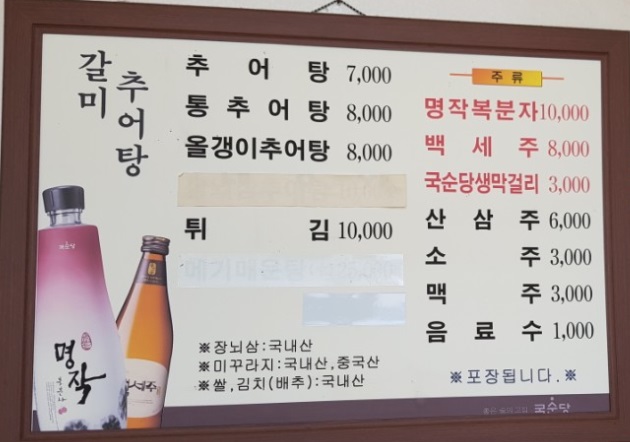 갈미
추어탕
추어탕 7,000
통추어탕 8,000
올갱이추어탕 8,000
튀김 10,000
※장뇌삼:국내산
※미꾸라지:국내산,중국산
※쌀,김치(배추):국내산
주류
명작복분자 10,000
백세주 8,000
국순당생막걸리 3,000
산삼주 6,000
소주 3,000
맥주 3,000
음료수 1,000
※포장됩니다.※
국순당
명작